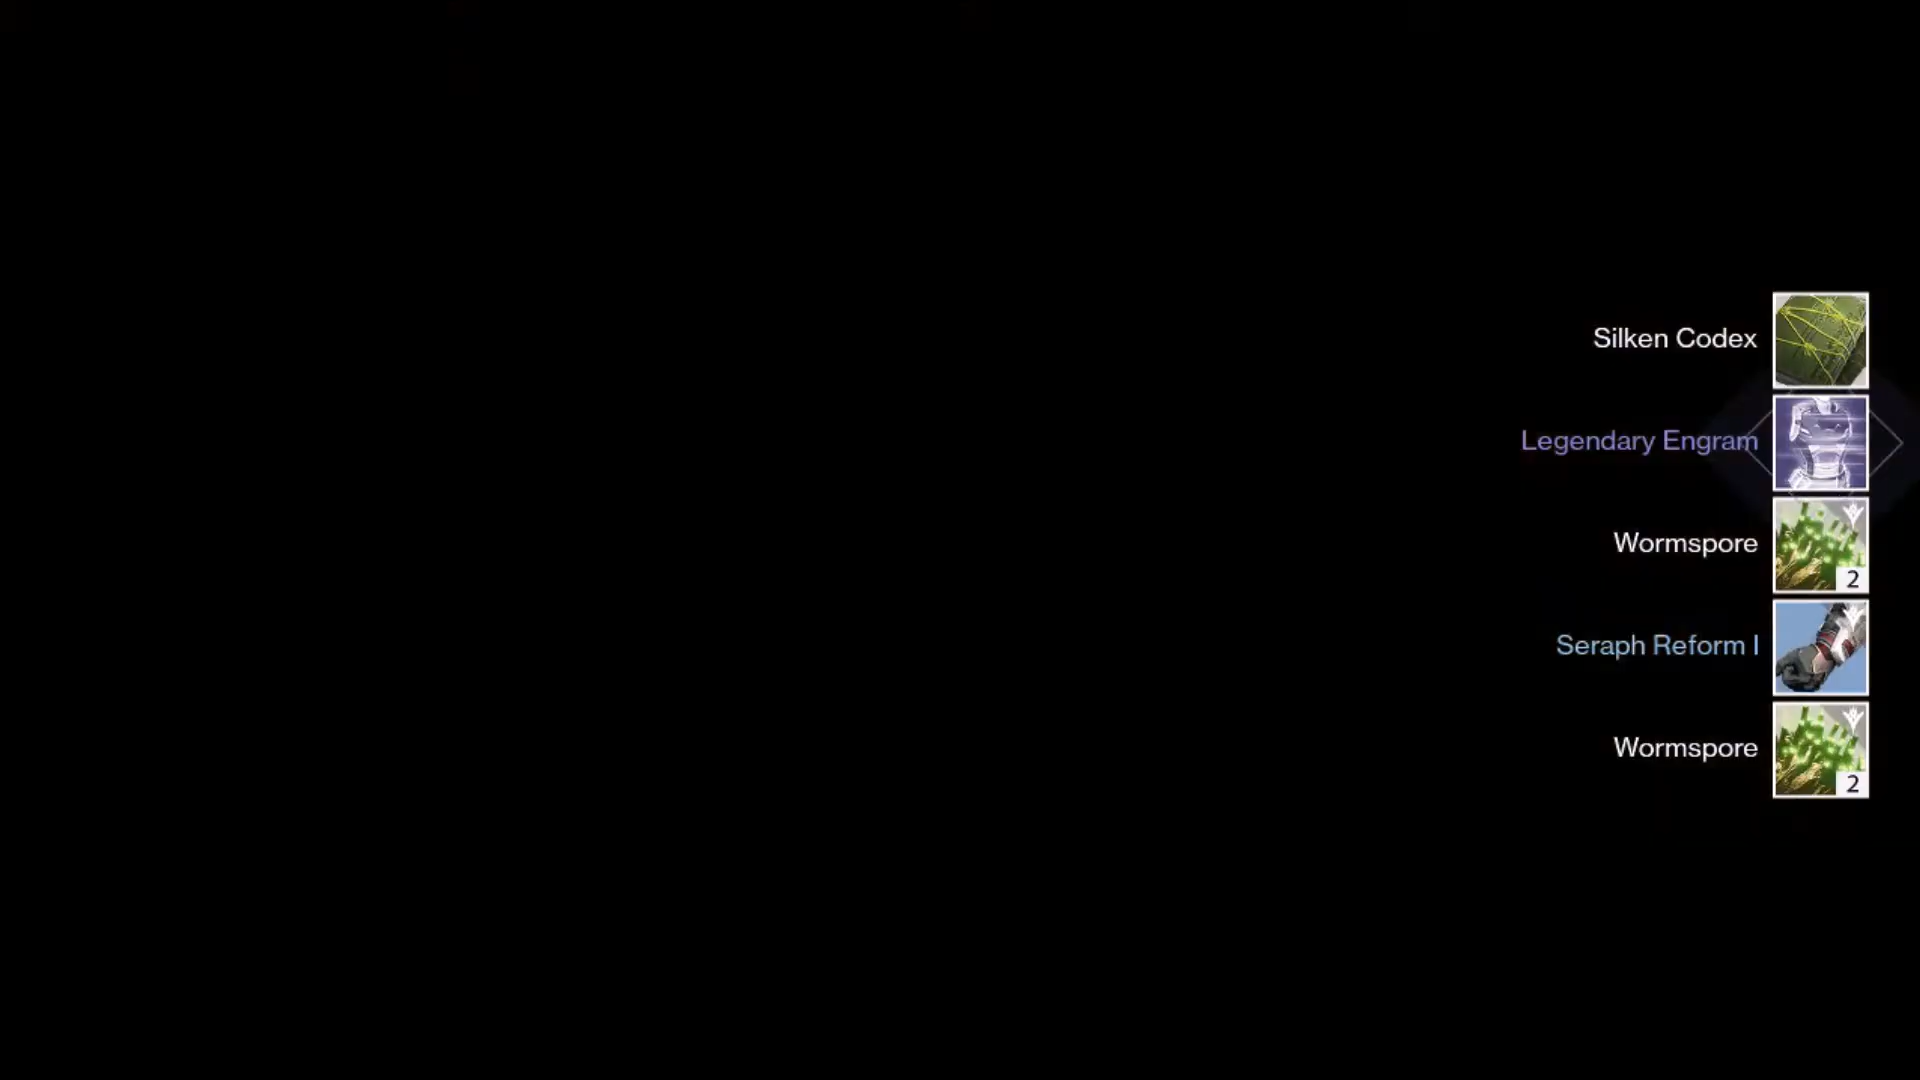 Silken Codex
Legendary Engram
Wormspore
2
Seraph Reform I
Wormspore
2